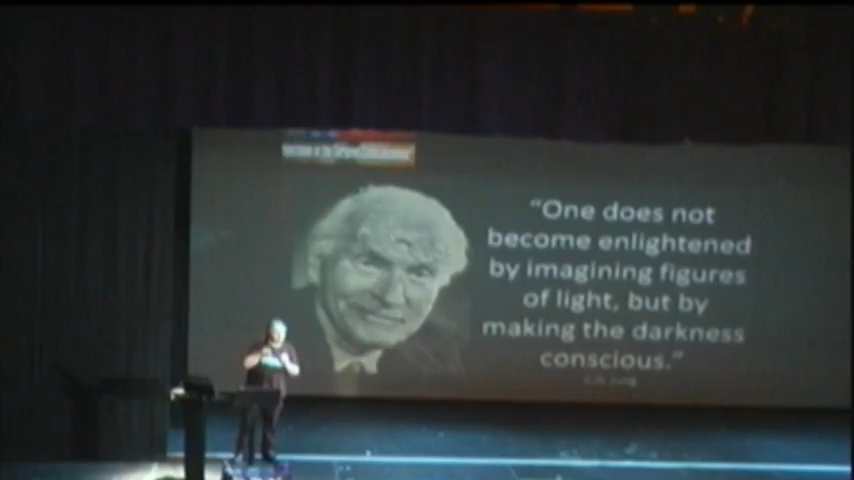 “One does not
become enlightened
by imagining figures
of light, but by
making the darkness
conscious.”